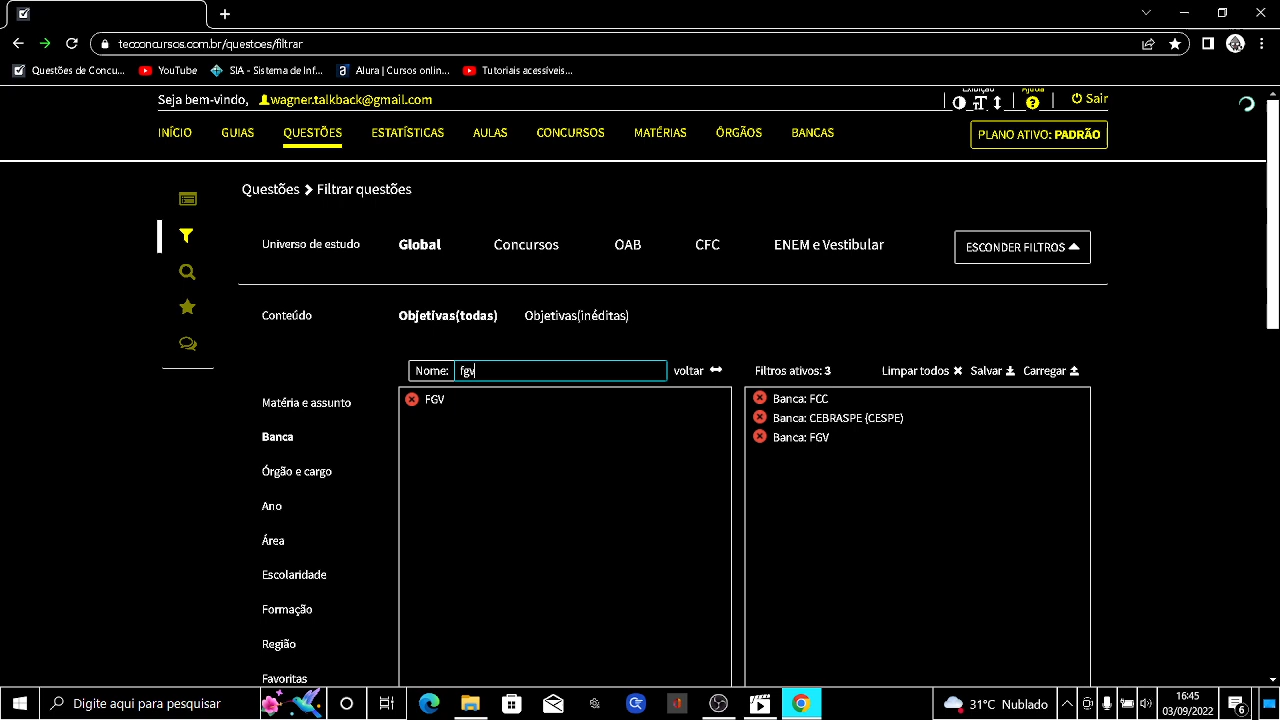 tecconcursos.com.br/questoes/filtrar
Questões de Concu... YouTube SIA - Sistema de Inf... Alura | Cursos onlin... Tutoriais acessíveis...
Seja bem-vindo, wagner.talkback@gmail.com Exibição Ajuda Sair
INÍCIO GUIAS QUESTÕES ESTATÍSTICAS AULAS CONCURSOS MATÉRIAS ÓRGÃOS BANCAS PLANO ATIVO: PADRÃO
Questões > Filtrar questões
Universo de estudo Global Concursos OAB CFC ENEM e Vestibular ESCONDER FILTROS
Conteúdo Objetivas(todas) Objetivas(inéditas)
Nome: fgv voltar Filtros ativos: 3 Limpar todos Salvar Carregar
Matéria e assunto FGV Banca: FCC
Banca: CEBRASPE (CESPE)
Banca Banca: FGV
Órgão e cargo
Ano
Área
Escolaridade
Formação
Região
Favoritas
Digite aqui para pesquisar 31°C Nublado 16:45
03/09/2022 6